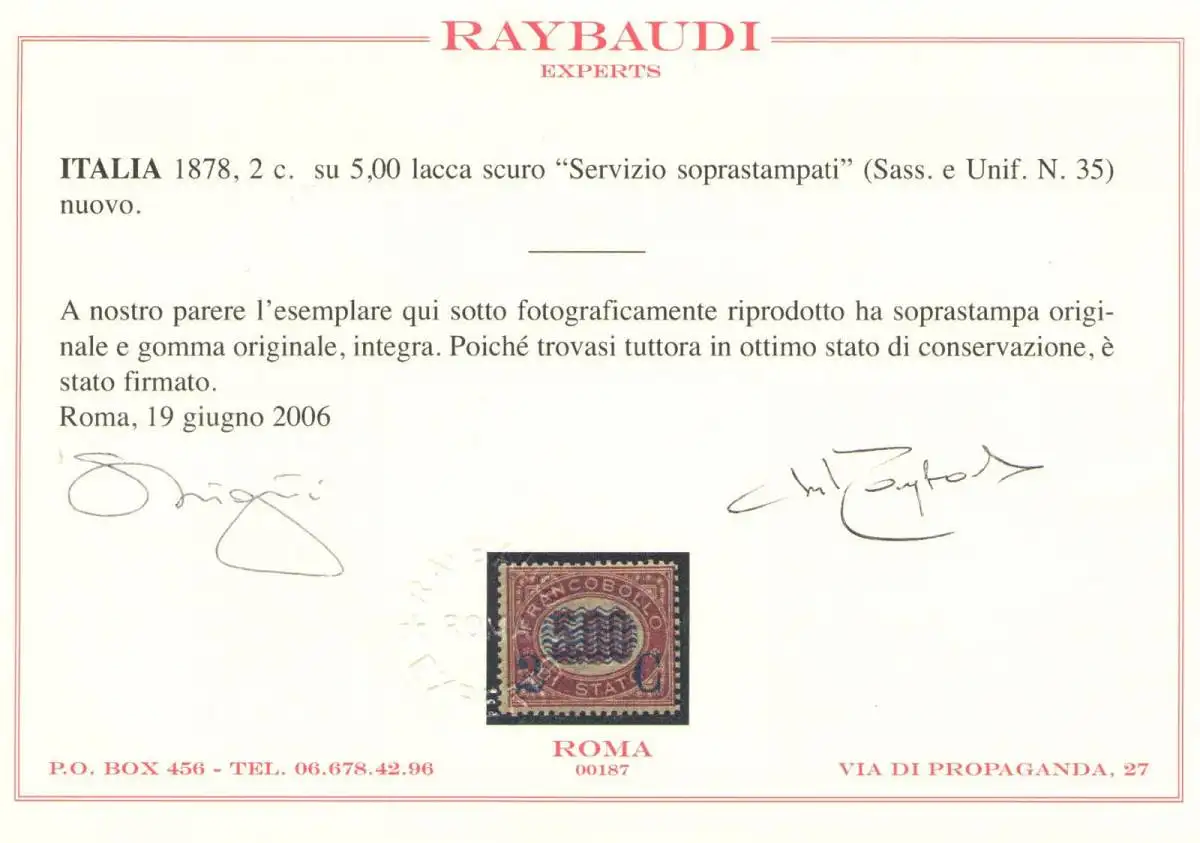 RAYBAUDI
EXPERTS
ITALIA 1878, 2 c. su 5,00 lacca scuro “Servizio soprastampati” (Sass. e Unif. N. 35)
nuovo.
A nostro parere l’esemplare qui sotto fotograficamente riprodotto ha soprastampa origi-
nale e gomma originale, integra. Poiché trovasi tuttora in ottimo stato di conservazione, è
stato firmato.
Roma, 19 giugno 2006
FRANCOBOLLO
2 C
DI STATO
ROMA
P.O. BOX 456 - TEL. 06.678.42.96
00187
VIA DI PROPAGANDA, 27